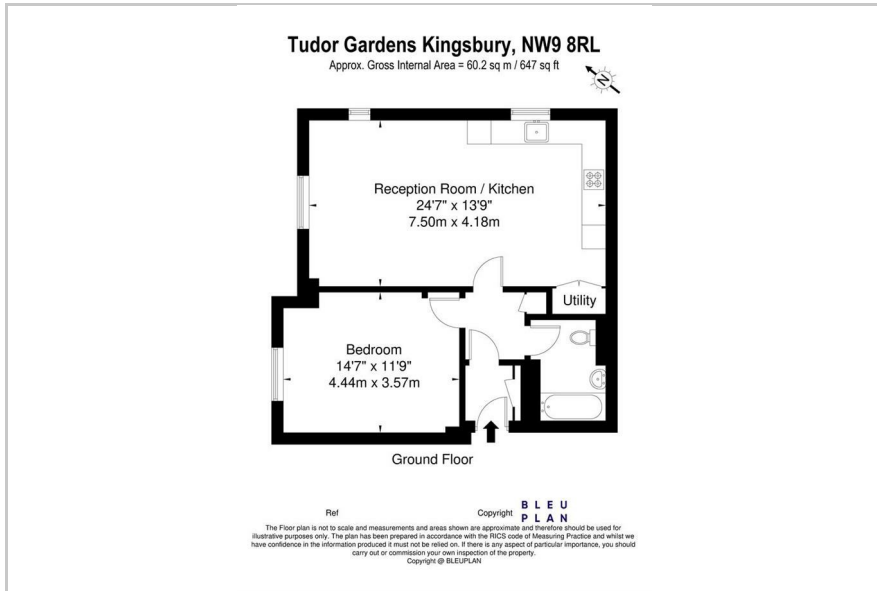 Tudor Gardens Kingsbury, NW9 8RL
Approx. Gross Internal Area = 60.2 sq m / 647 sq ft
N
Reception Room / Kitchen
24'7" x 13'9"
7.50m x 4.18m
Utility
Bedroom
14'7" x 11'9"
4.44m x 3.57m
Ground Floor
Ref
Copyright
BLEU
PLAN
The Floor plan is not to scale and measurements and areas shown are approximate and therefore should be used for
illustrative purposes only. The plan has been prepared in accordance with the RICS code of Measuring Practice and whilst we
have confidence in the information produced it must not be relied on. If there is any aspect of particular importance, you should
carry out or commission your own inspection of the property.
Copyright @ BLEUPLAN